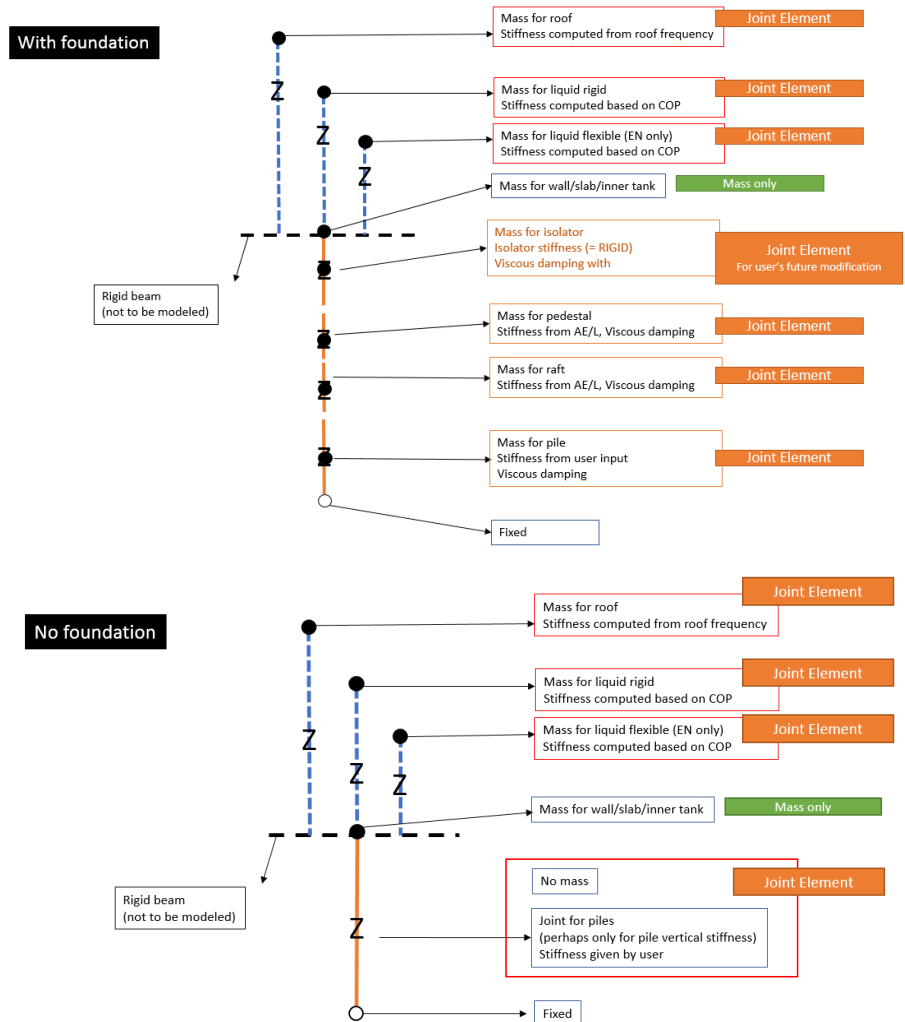 With foundation
Mass for roof
Stiffness computed from roof frequency
Joint Element
Mass for liquid rigid
Stiffness computed based on COP
Joint Element
Mass for liquid flexible (EN only)
Stiffness computed based on COP
Joint Element
Mass for wall/slab/inner tank
Mass only
Mass for isolator
Isolator stiffness (= RIGID)
Viscous damping with
Joint Element
For user's future modification
Rigid beam
(not to be modeled)
Mass for pedestal
Stiffness from AE/L, Viscous damping
Joint Element
Mass for raft
Stiffness from AE/L, Viscous damping
Joint Element
Mass for pile
Stiffness from user input
Viscous damping
Joint Element
Fixed
Z
Z
Z
Z
Z
Z
Z
No foundation
Mass for roof
Stiffness computed from roof frequency
Joint Element
Mass for liquid rigid
Stiffness computed based on COP
Joint Element
Mass for liquid flexible (EN only)
Stiffness computed based on COP
Joint Element
Mass for wall/slab/inner tank
Mass only
Rigid beam
(not to be modeled)
No mass
Joint Element
Joint for piles
(perhaps only for pile vertical stiffness)
Stiffness given by user
Fixed
Z
Z
Z
Z